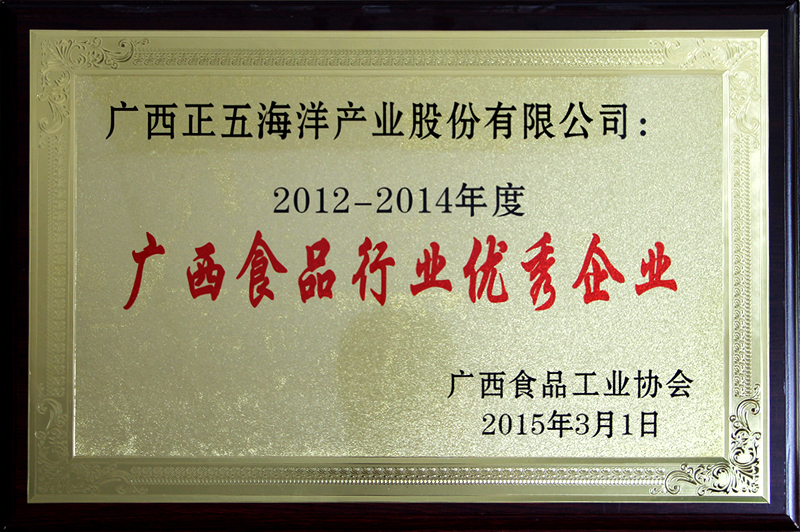 广西正五海洋产业股份有限公司：
2012-2014年度
广西食品行业优秀企业
广西食品工业协会
2015年3月1日